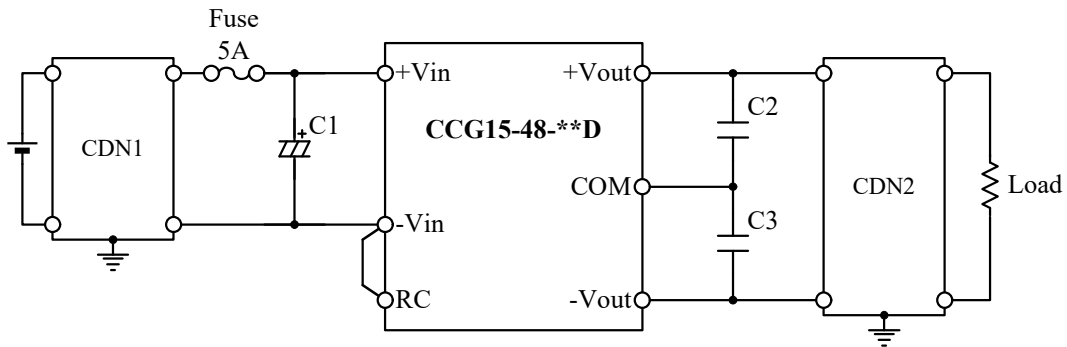 Fuse
5A
+Vin
+Vout
C1
CCG15-48-**D
C2
CDN1
COM
CDN2
Load
-Vin
C3
RC
-Vout
+